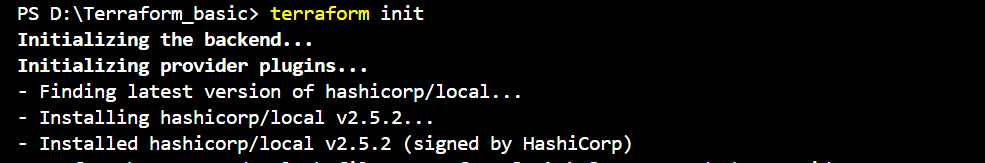 PS D:\Terraform_basic> terraform init
Initializing the backend...
Initializing provider plugins...
- Finding latest version of hashicorp/local...
- Installing hashicorp/local v2.5.2...
- Installed hashicorp/local v2.5.2 (signed by HashiCorp)